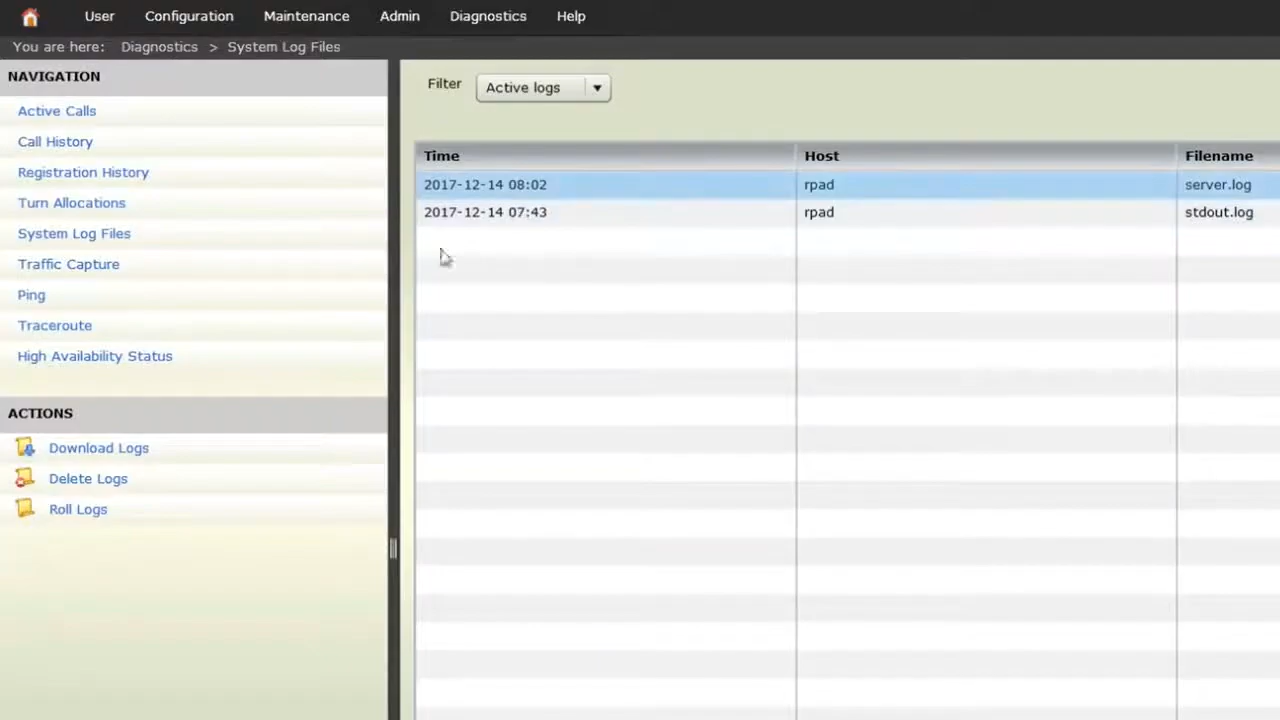 User Configuration Maintenance Admin Diagnostics Help
You are here: Diagnostics > System Log Files
NAVIGATION
Active Calls
Call History
Registration History
Turn Allocations
System Log Files
Traffic Capture
Ping
Traceroute
High Availability Status
ACTIONS
Download Logs
Delete Logs
Roll Logs
Filter Active logs
Time Host Filename
2017-12-14 08:02 rpad server.log
2017-12-14 07:43 rpad stdout.log